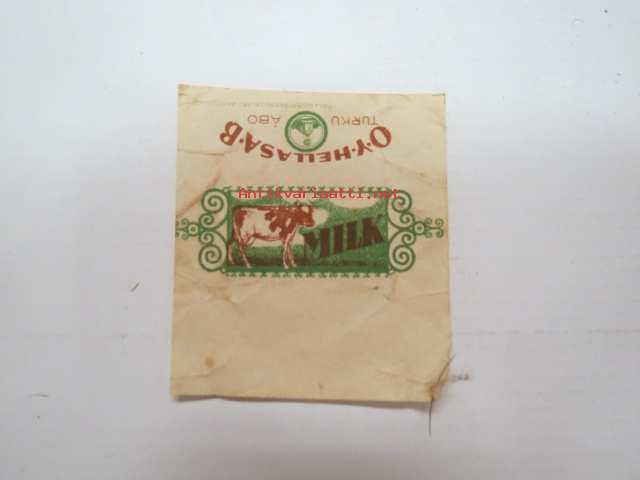 O·Y·HELLAS A·B
TURKU ÅBO
Antikvariaatti.net
MILK